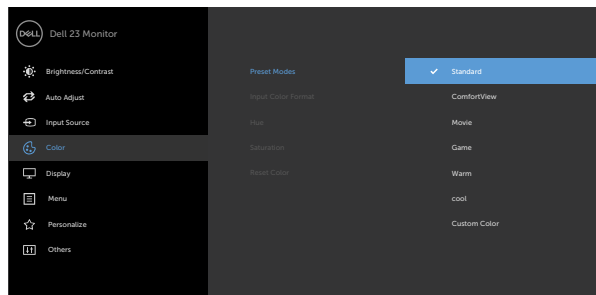 DELL Dell 23 Monitor
Brightness/Contrast
Auto Adjust
Input Source
Color
Display
Menu
Personalize
Others
Preset Modes
Input Color Format
Hue
Saturation
Reset Color
Standard
ComfortView
Movie
Game
Warm
cool
Custom Color